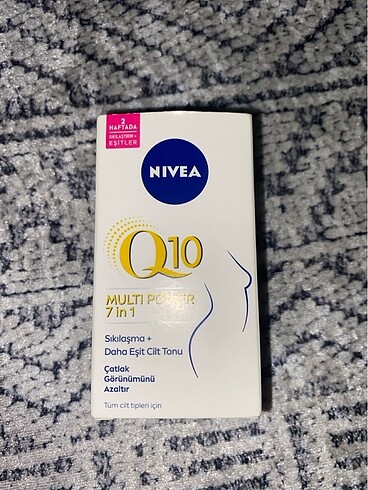 2
HAFTADA
SIKILAŞTIRIR +
EŞİTLER
NIVEA
Q10
MULTI POWER
7 in 1
Sıkılaşma +
Daha Eşit Cilt Tonu
Çatlak
Görünümünü
Azaltır
Tüm cilt tipleri için